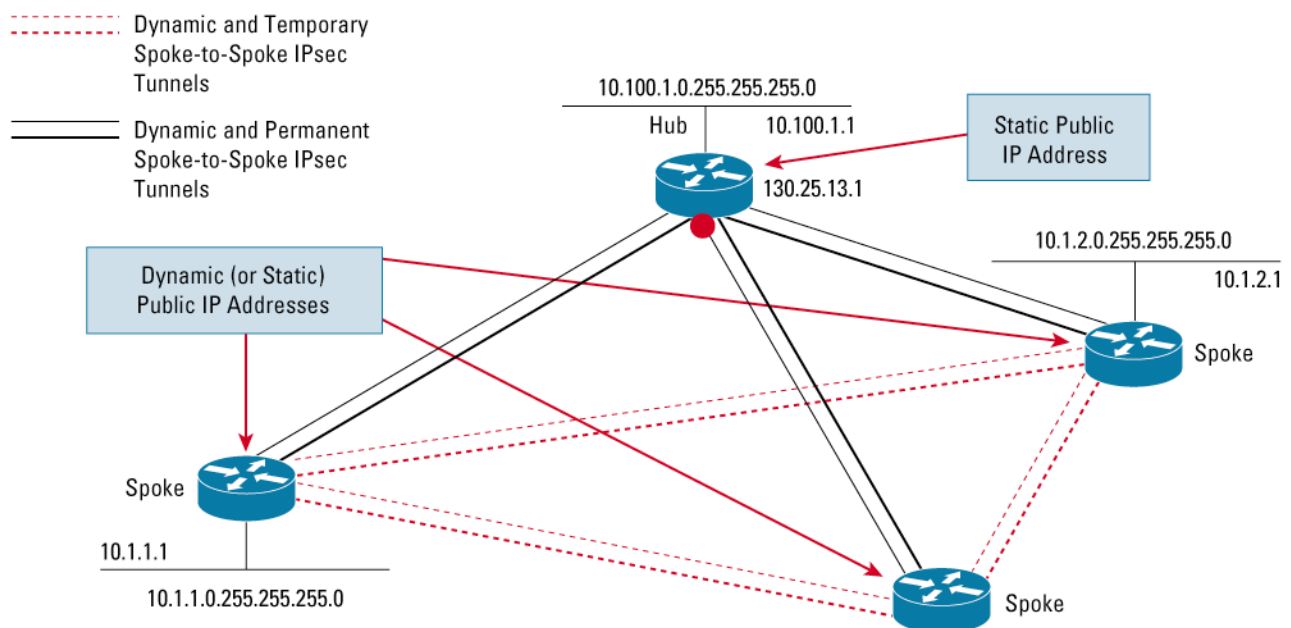 Dynamic and Temporary
Spoke-to-Spoke IPsec
Tunnels
Dynamic and Permanent
Spoke-to-Spoke IPsec
Tunnels
10.100.1.0.255.255.255.0
Hub
10.100.1.1
130.25.13.1
Static Public
IP Address
Dynamic (or Static)
Public IP Addresses
10.1.2.0.255.255.255.0
10.1.2.1
Spoke
Spoke
10.1.1.1
10.1.1.0.255.255.255.0
Spoke